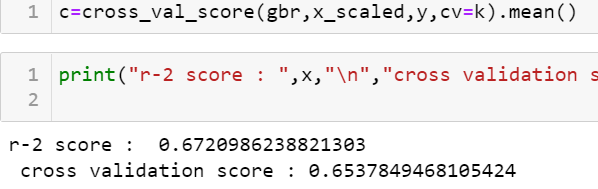 1 c=cross_val_score(gbr,x_scaled,y,cv=k).mean()
1 print("r-2 score : ",x,"\n","cross validation s
2
r-2 score :  0.6720986238821303
 cross validation score : 0.6537849468105424